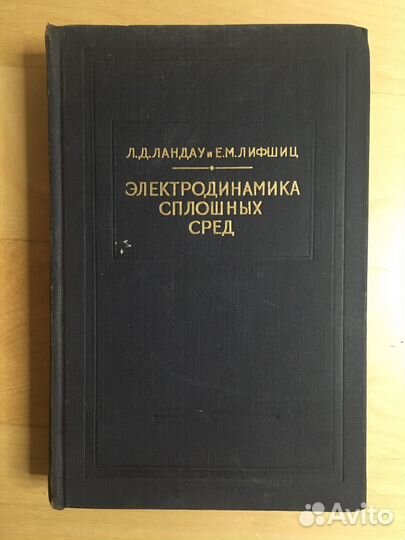 Л.Д.ЛАНДАУ и Е.М.ЛИФШИЦ
ЭЛЕКТРОДИНАМИКА
СПЛОШНЫХ
СРЕД
Avito